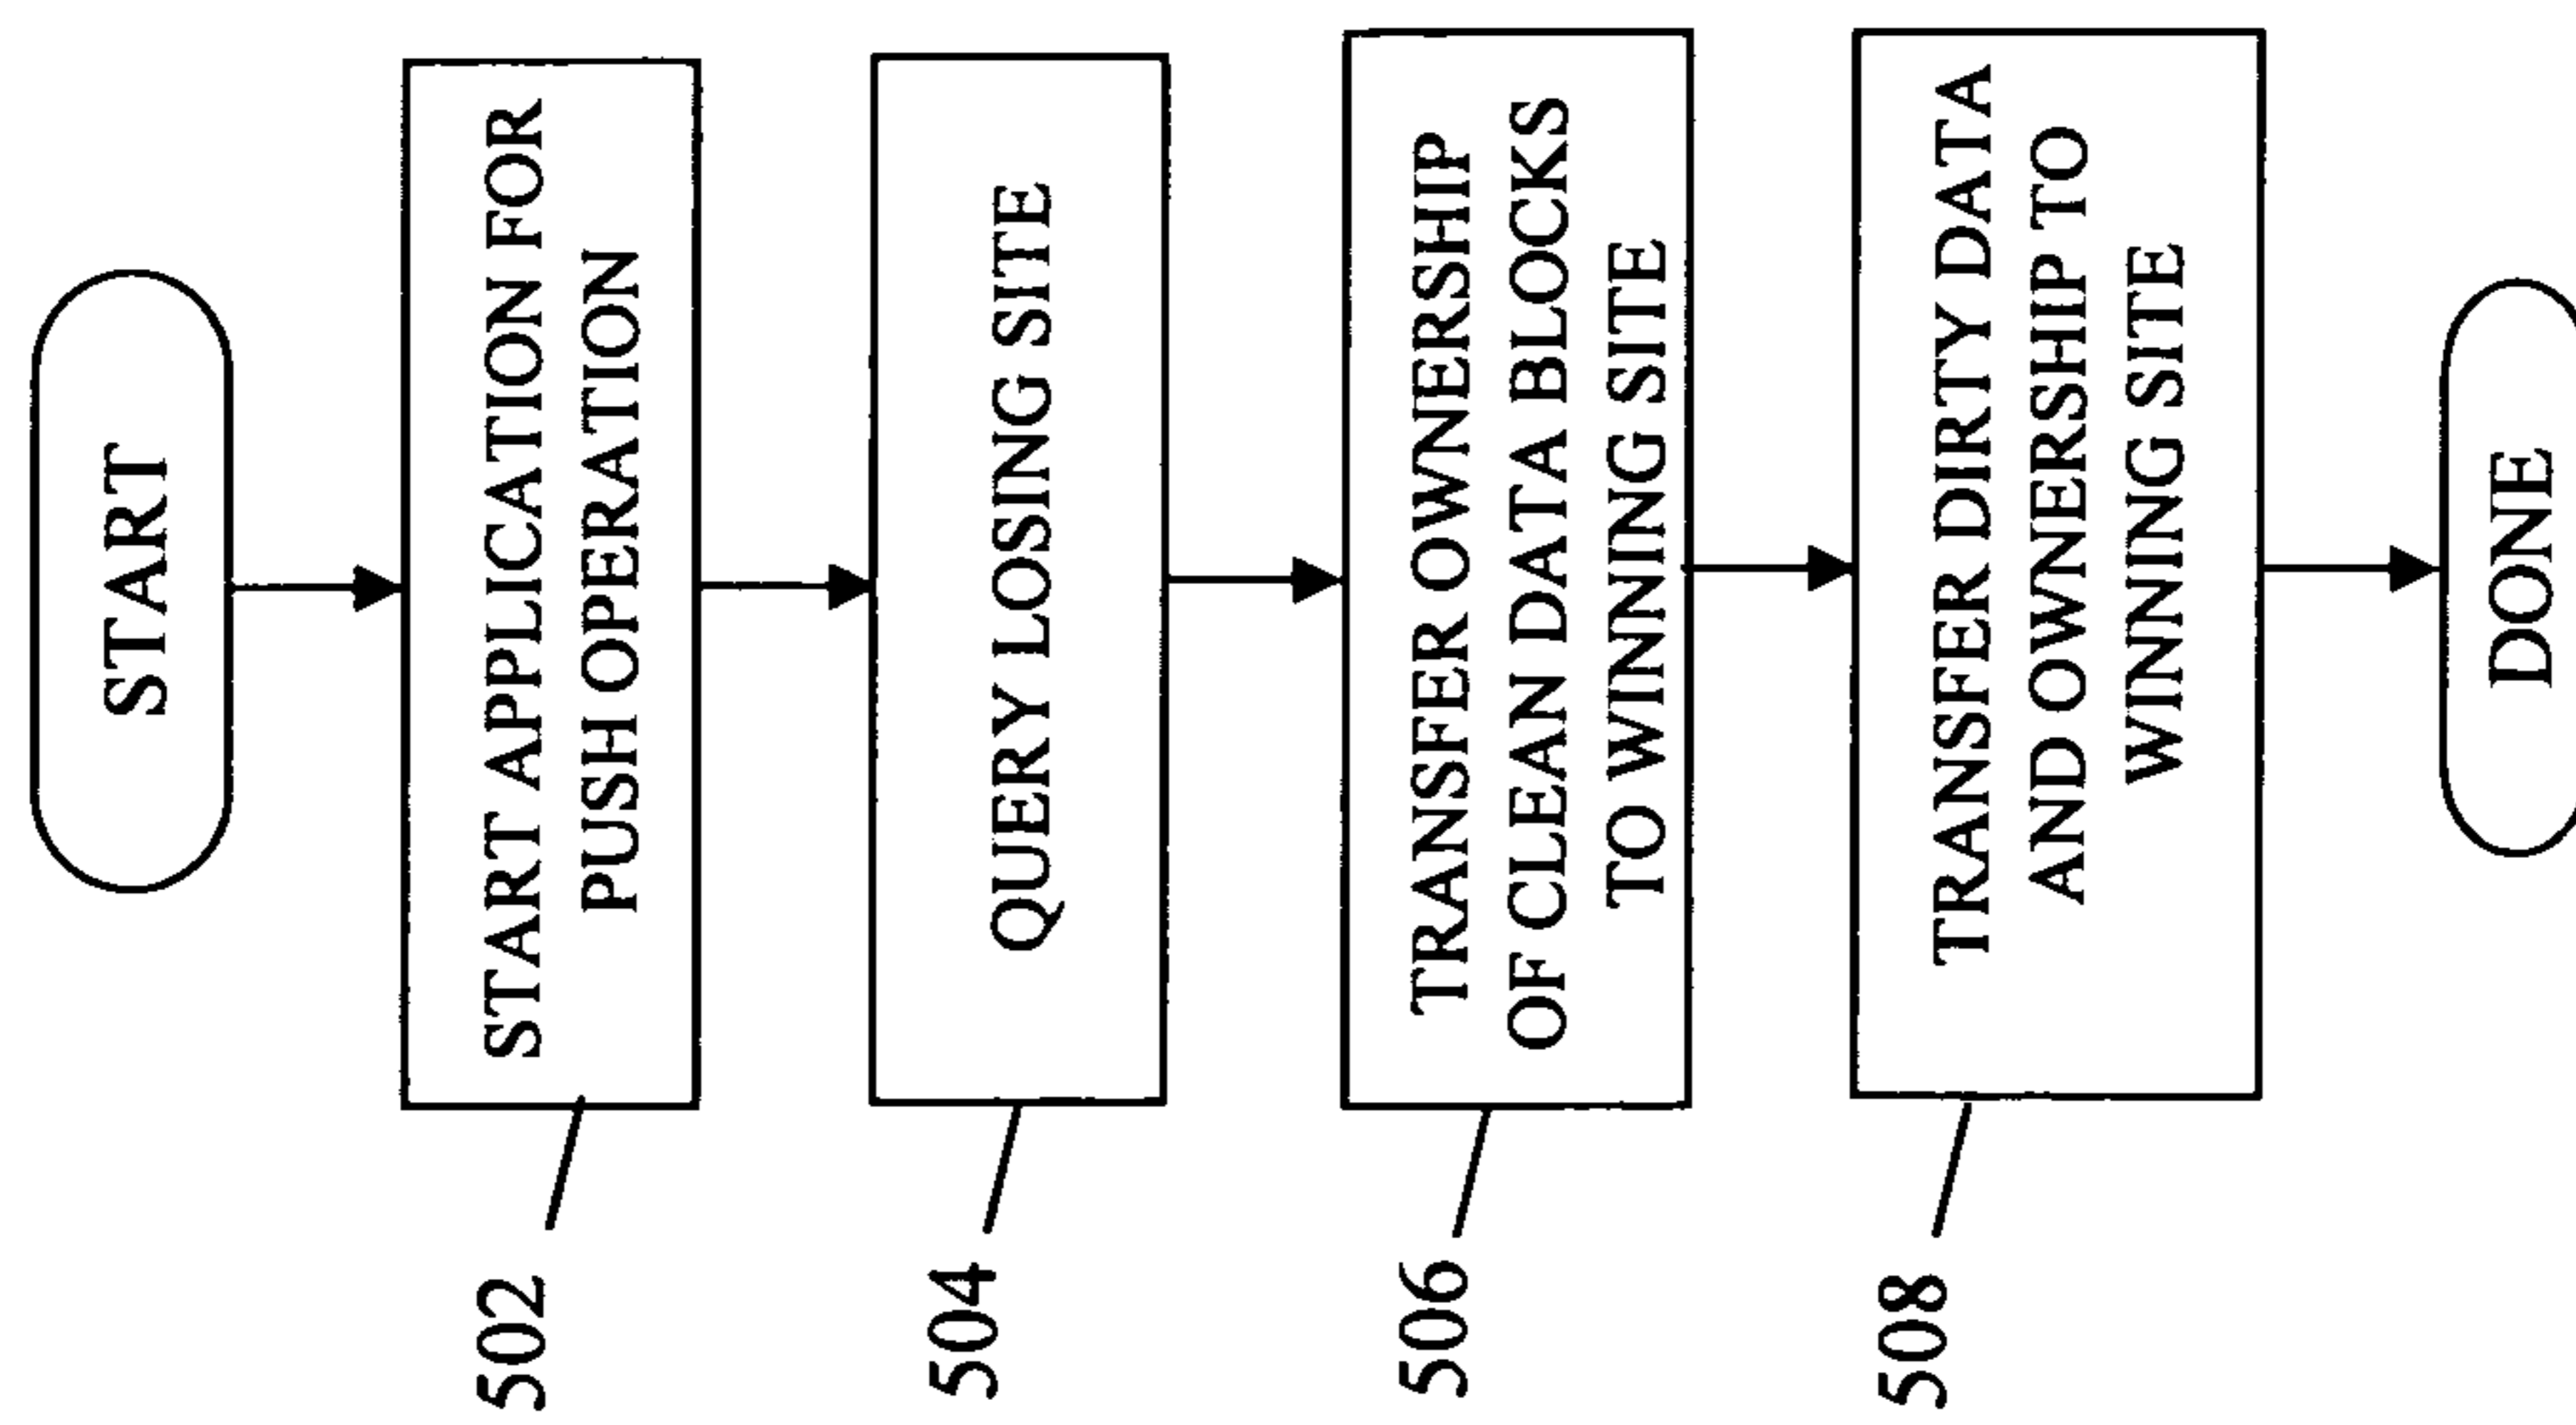 START
START APPLICATION FOR
PUSH OPERATION
502
QUERY LOSING SITE
504
TRANSFER OWNERSHIP
OF CLEAN DATA BLOCKS
TO WINNING SITE
506
TRANSFER DIRTY DATA
AND OWNERSHIP TO
WINNING SITE
508
DONE